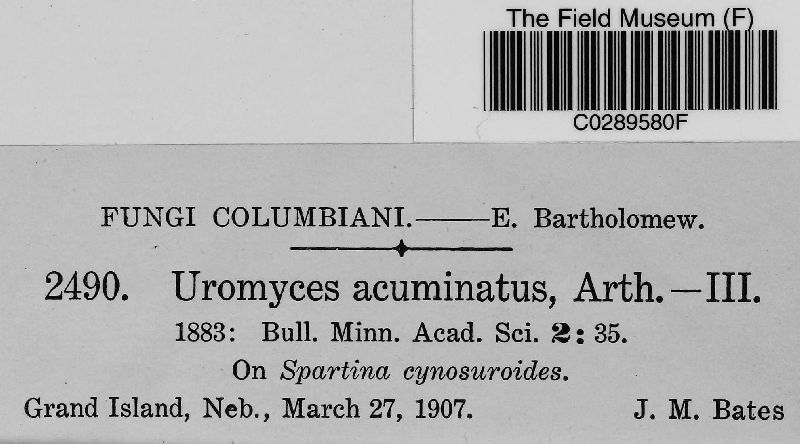 The Field Museum (F)
C0289580F
FUNGI COLUMBIANI.——E. Bartholomew.
2490. Uromyces acuminatus, Arth.—III.
1883: Bull. Minn. Acad. Sci. 2: 35.
On Spartina cynosuroides.
Grand Island, Neb., March 27, 1907. J. M. Bates